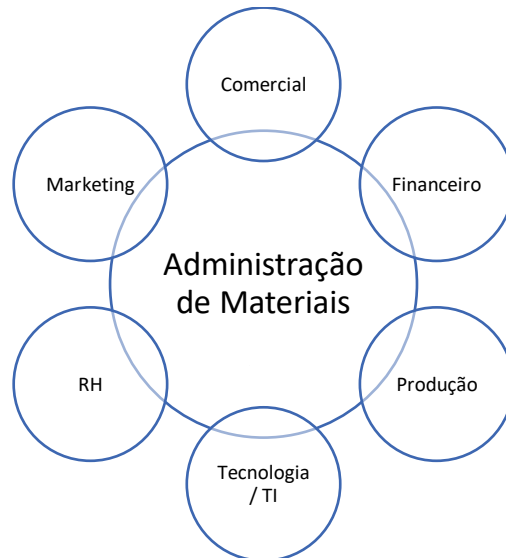 Comercial
Marketing
Financeiro
Administração
de Materiais
RH
Produção
Tecnologia
/ TI